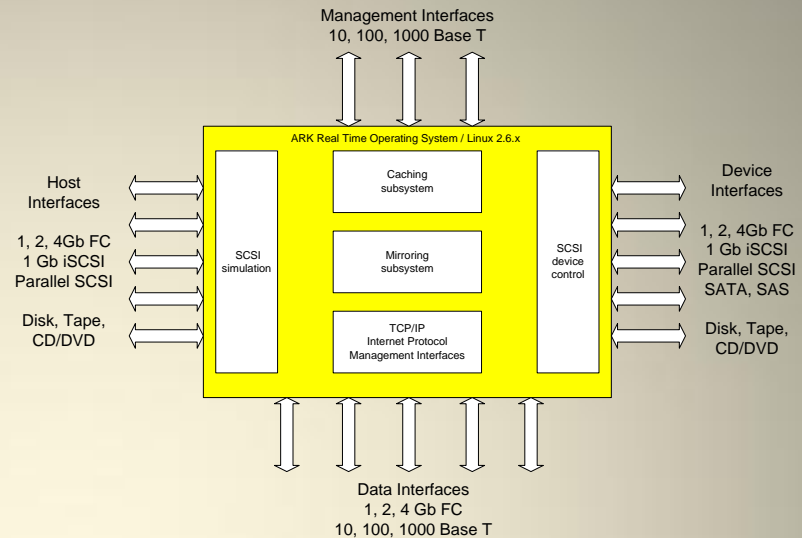 Management Interfaces
10, 100, 1000 Base T
ARK Real Time Operating System / Linux 2.6.x
Host
Interfaces
1, 2, 4Gb FC
1 Gb iSCSI
Parallel SCSI
Disk, Tape,
CD/DVD
SCSI
simulation
Caching
subsystem
Mirroring
subsystem
TCP/IP
Internet Protocol
Management Interfaces
SCSI
device
control
Device
Interfaces
1, 2, 4Gb FC
1 Gb iSCSI
Parallel SCSI
SATA, SAS
Disk, Tape,
CD/DVD
Data Interfaces
1, 2, 4 Gb FC
10, 100, 1000 Base T